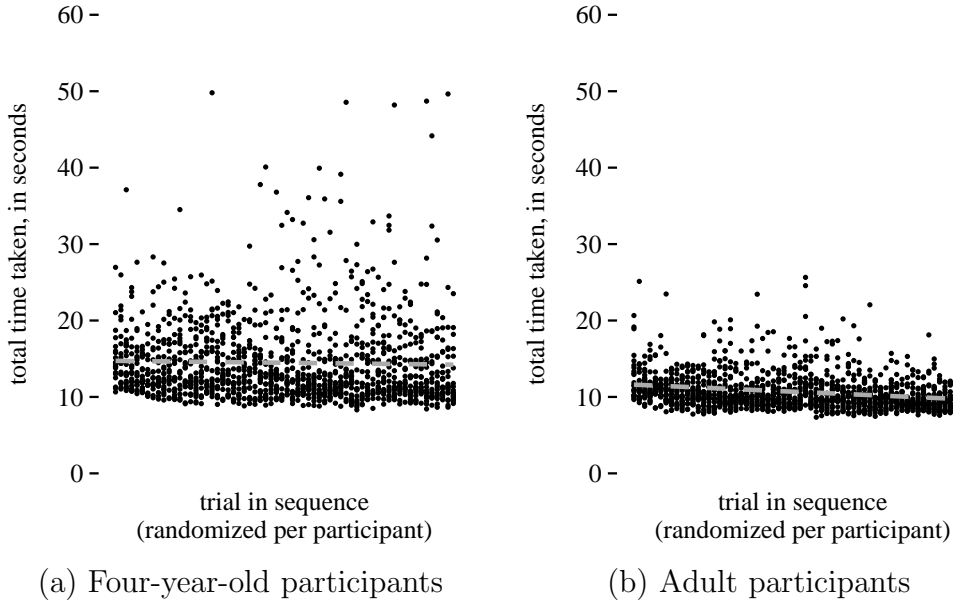 total time taken, in seconds
60
50
40
30
20
10
0
trial in sequence
(randomized per participant)
(a) Four-year-old participants
total time taken, in seconds
60
50
40
30
20
10
0
trial in sequence
(randomized per participant)
(b) Adult participants